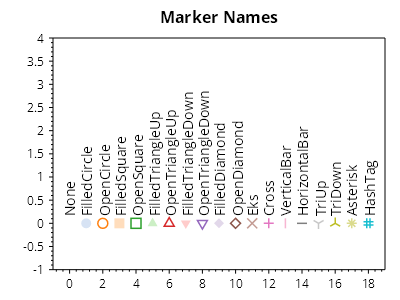 Marker Names
4
3.5
3
2.5
2
1.5
1
0.5
0
-0.5
-1
None
FilledCircle
OpenCircle
FilledSquare
OpenSquare
FilledTriangleUp
OpenTriangleUp
FilledTriangleDown
OpenTriangleDown
FilledDiamond
OpenDiamond
Eks
Cross
VerticalBar
HorizontalBar
TriUp
TriDown
Asterisk
HashTag
0 2 4 6 8 10 12 14 16 18